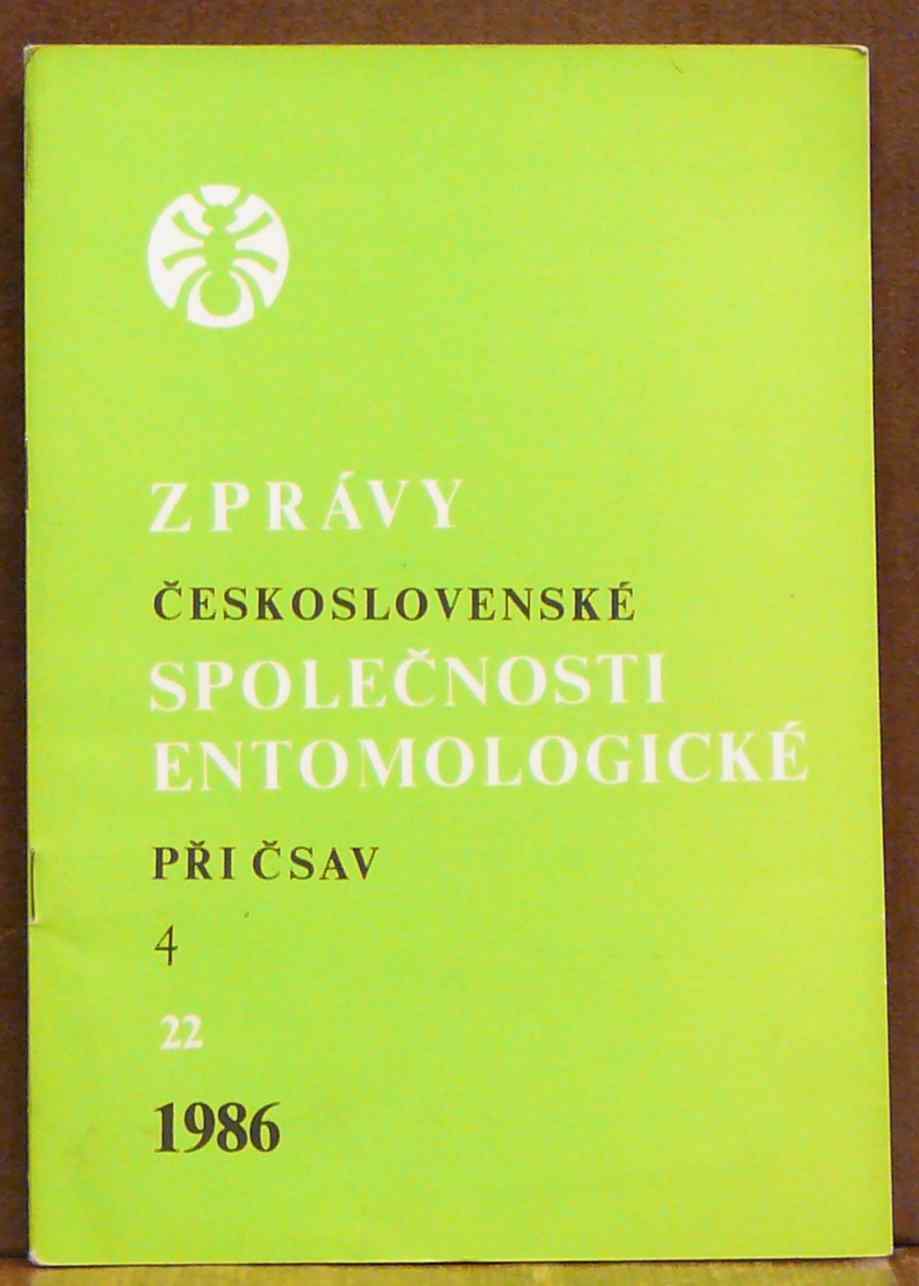 ZPRÁVY
ČESKOSLOVENSKÉ
SPOLEČNOSTI
ENTOMOLOGICKÉ
PŘI ČSAV
4
22
1986